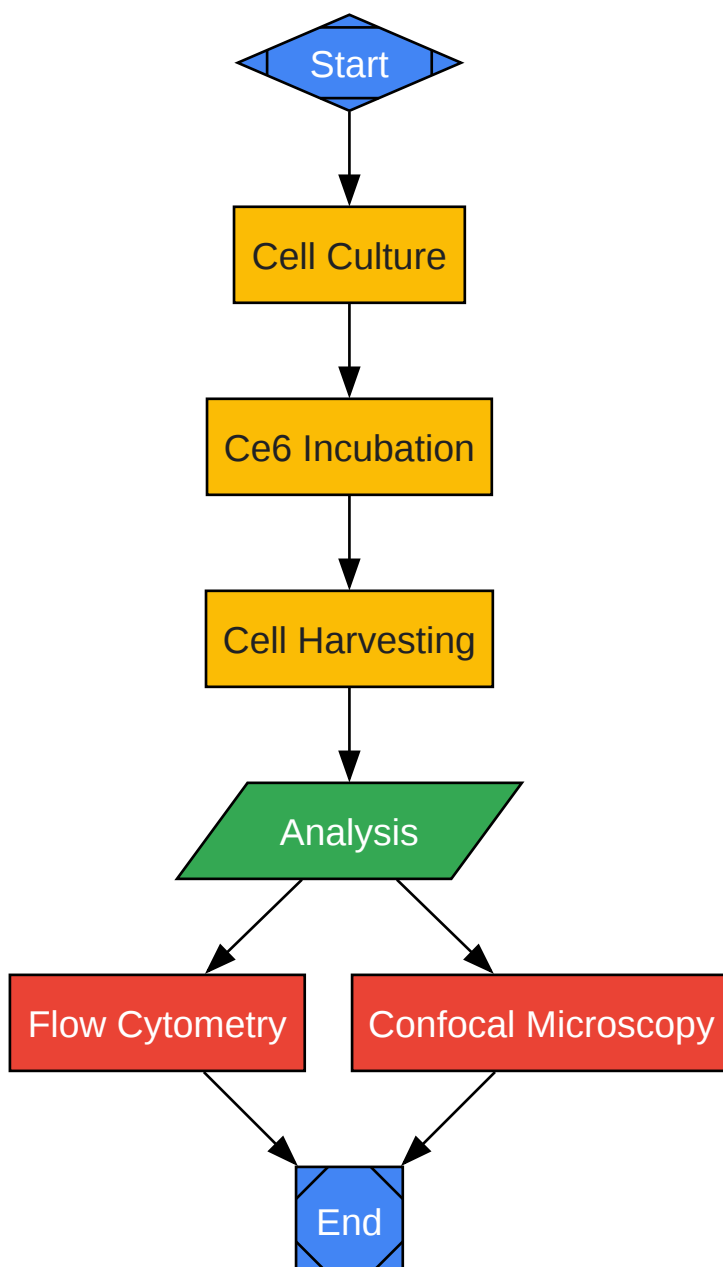 Start
Cell Culture
Ce6 Incubation
Cell Harvesting
Analysis
Flow Cytometry
Confocal Microscopy
End